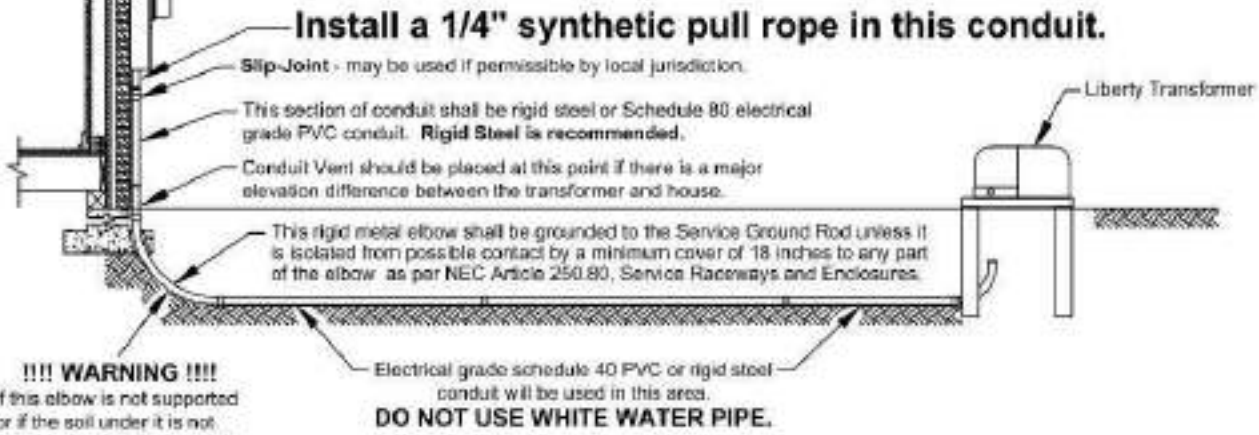 Install a 1/4" synthetic pull rope in this conduit.
Slip-Joint - may be used if permissible by local jurisdiction.
Liberty Transformer
This section of conduit shall be rigid steel or Schedule 80 electrical
grade PVC conduit. Rigid Steel is recommended.
Conduit Vent should be placed at this point if there is a major
elevation difference between the transformer and house.
This rigid metal elbow shall be grounded to the Service Ground Rod unless it
is isolated from possible contact by a minimum cover of 18 inches to any part
of the elbow as per NEC Article 250.80, Service Raceways and Enclosures.
!!!! WARNING !!!!
if this elbow is not supported
or if the soil under it is not
Electrical grade schedule 40 PVC or rigid steel
conduit will be used in this area.
DO NOT USE WHITE WATER PIPE.